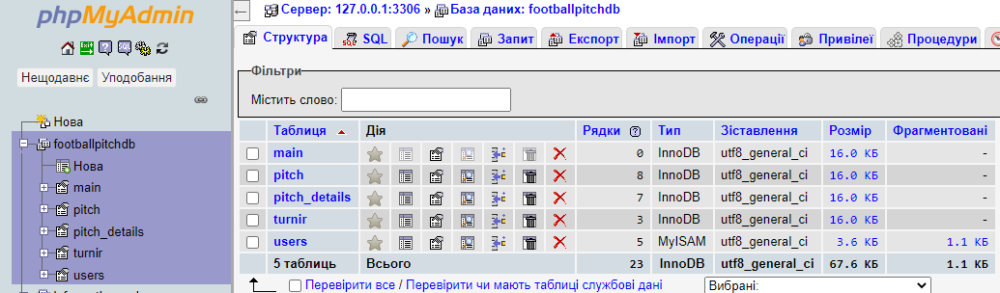 phpMyAdmin
Нещодавнє Уподобання
Нова
footballpitchdb
Нова
main
pitch
pitch_details
turnir
users
Сервер: 127.0.0.1:3306 » База даних: footballpitchdb
Структура SQL Пошук Запит Експорт Імпорт Операції Привілеї Процедури
Фільтри
Містить слово:
Таблиця Дія Рядки Тип Зіставлення Розмір Фрагментовані
main 0 InnoDB utf8_general_ci 16.0 КБ -
pitch 8 InnoDB utf8_general_ci 16.0 КБ -
pitch_details 7 InnoDB utf8_general_ci 16.0 КБ -
turnir 3 InnoDB utf8_general_ci 16.0 КБ -
users 5 MyISAM utf8_general_ci 3.6 КБ 1.1 КБ
5 таблиць Всього 23 InnoDB utf8_general_ci 67.6 КБ 1.1 КБ
Перевірити все / Перевірити чи мають таблиці службові дані Вибрані: